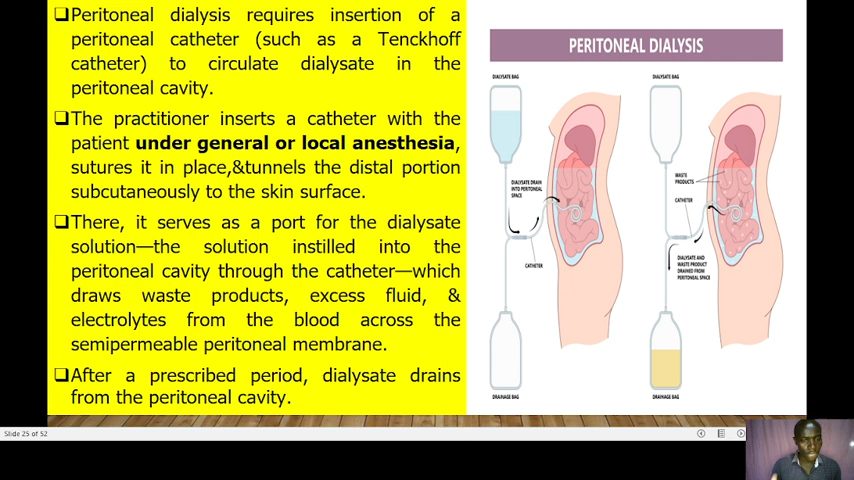 ❑Peritoneal dialysis requires insertion of a
peritoneal catheter (such as a Tenckhoff
catheter) to circulate dialysate in the
peritoneal cavity.
❑The practitioner inserts a catheter with the
patient under general or local anesthesia,
sutures it in place,&tunnels the distal portion
subcutaneously to the skin surface.
❑There, it serves as a port for the dialysate
solution—the solution instilled into the
peritoneal cavity through the catheter—which
draws waste products, excess fluid, &
electrolytes from the blood across the
semipermeable peritoneal membrane.
❑After a prescribed period, dialysate drains
from the peritoneal cavity.
PERITONEAL DIALYSIS
DIALYSATE BAG
DIALYSATE DRAIN
INTO PERITONEAL
SPACE
CATHETER
DRAINAGE BAG
DIALYSATE BAG
WASTE
PRODUCTS
CATHETER
DIALYSATE AND
WASTE PRODUCT
DRAINED FROM
PERITONEAL SPACE
DRAINAGE BAG
Slide 25 of 52